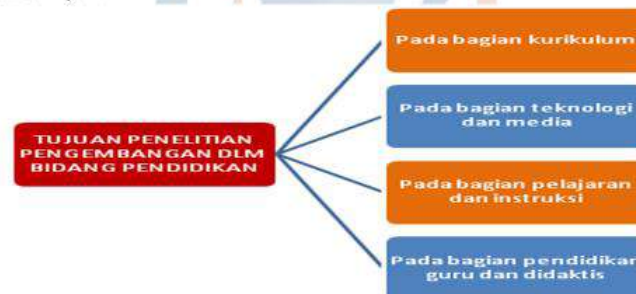 TUJUAN PENELITIAN
PENGEMBANGAN DLM
BIDANG PENDIDIKAN
Pada bagian kurikulum
Pada bagian teknologi
dan media
Pada bagian pelajaran
dan instruksi
Pada bagian pendidikan
guru dan didaktis